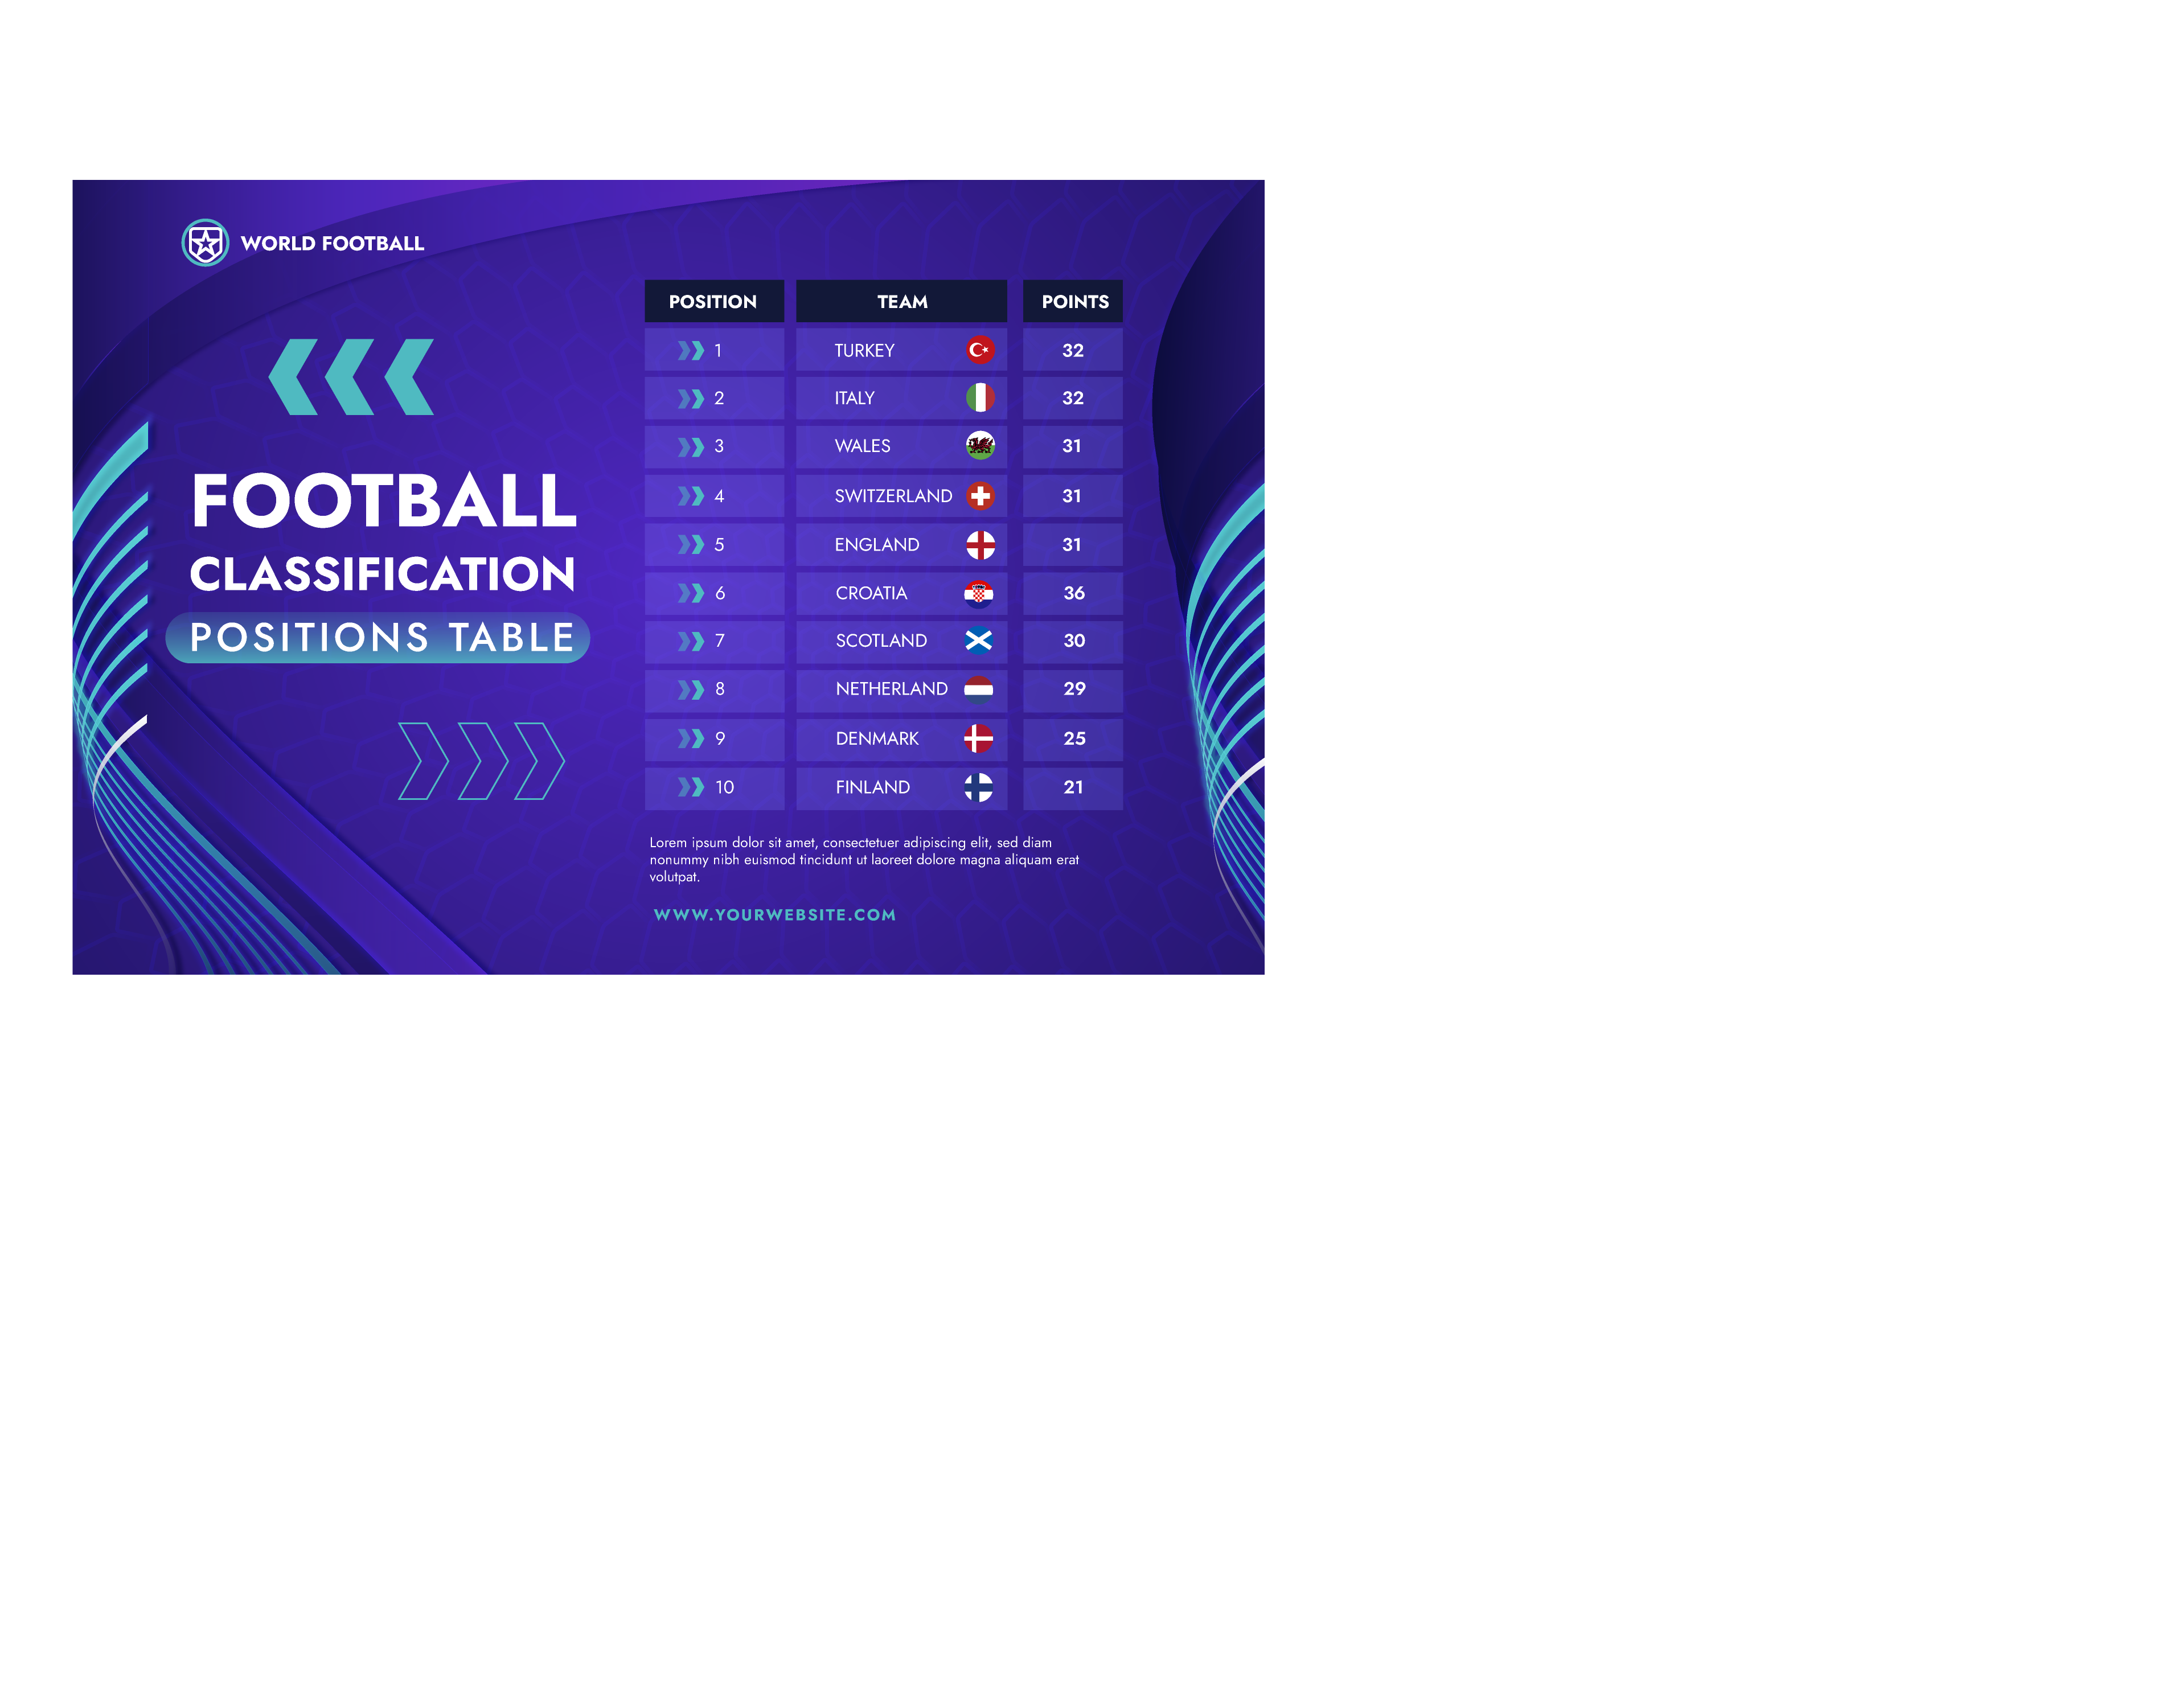 WORLD FOOTBALL
FOOTBALL
CLASSIFICATION
POSITIONS TABLE
POSITION TEAM POINTS
1 TURKEY 32
2 ITALY 32
3 WALES 31
4 SWITZERLAND 31
5 ENGLAND 31
6 CROATIA 36
7 SCOTLAND 30
8 NETHERLAND 29
9 DENMARK 25
10 FINLAND 21
Lorem ipsum dolor sit amet, consectetuer adipiscing elit, sed diam
nonummy nibh euismod tincidunt ut laoreet dolore magna aliquam erat
volutpat.
WWW.YOURWEBSITE.COM